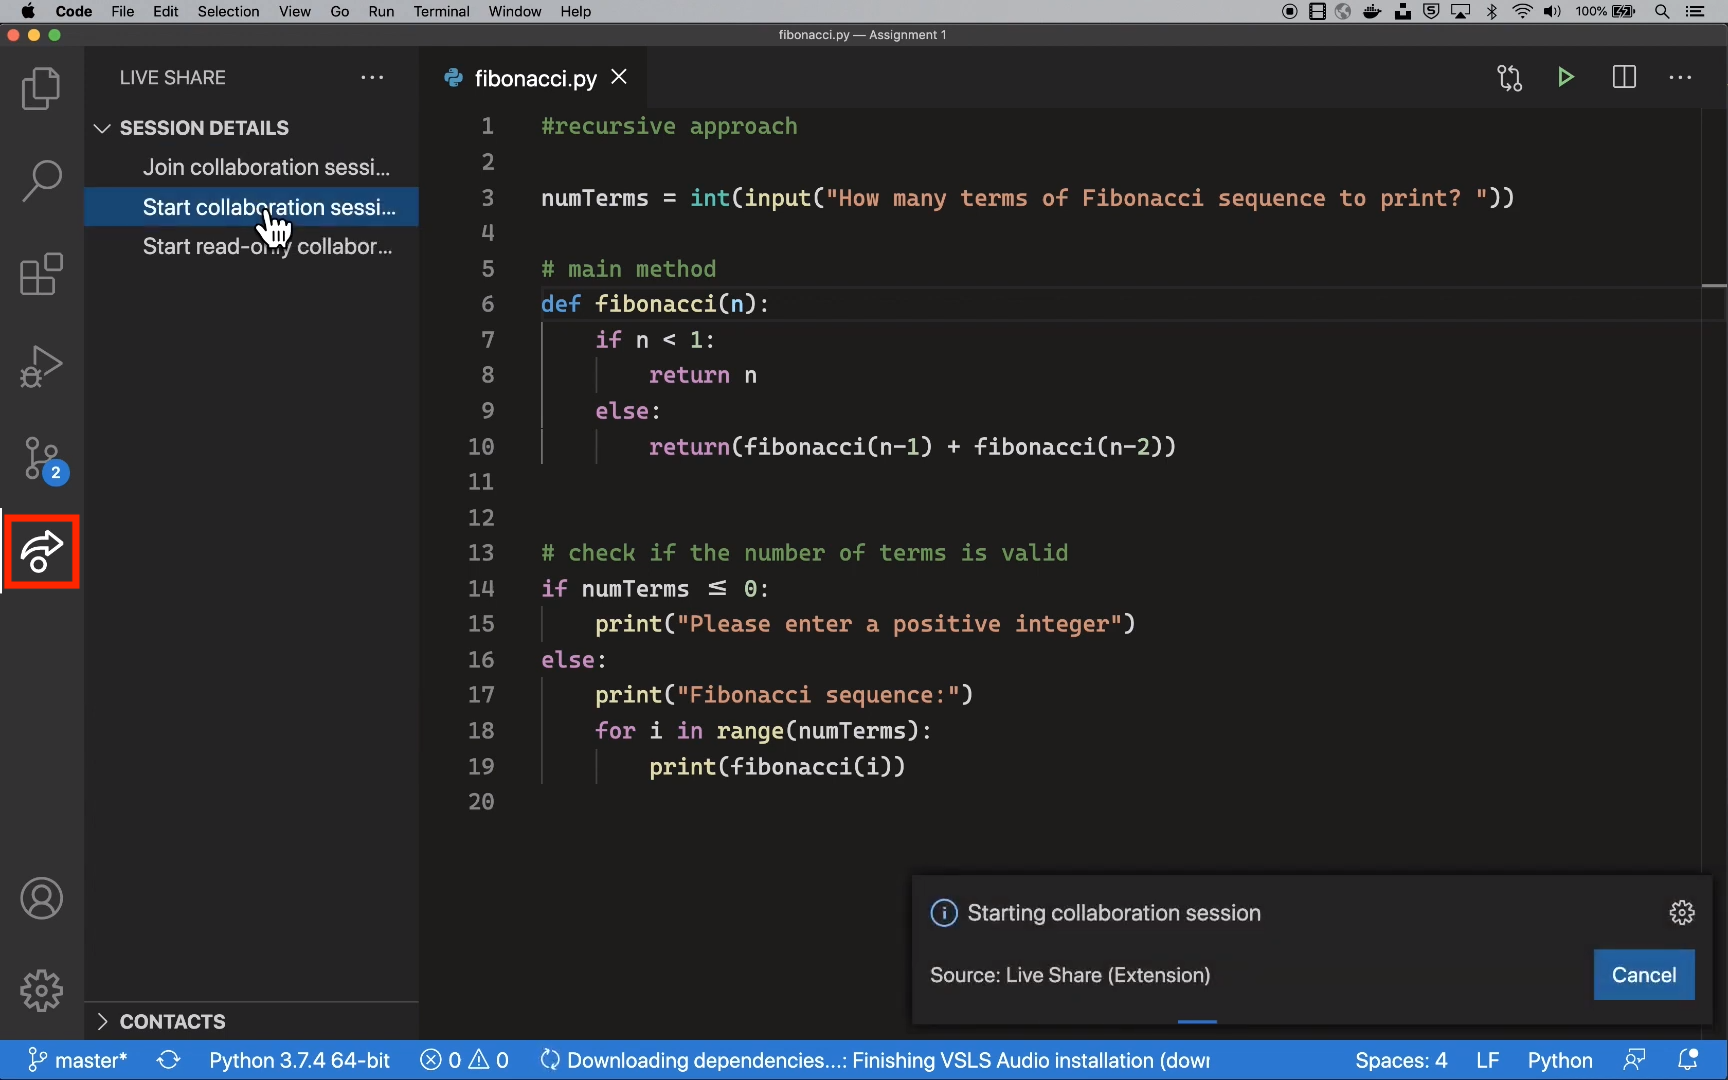 Code File Edit Selection View Go Run Terminal Window Help 100%
fibonacci.py — Assignment 1
LIVE SHARE ...
fibonacci.py
SESSION DETAILS
Join collaboration sessi...
Start collaboration sessi...
Start read-only collabor...
1 #recursive approach
2
3 numTerms = int(input("How many terms of Fibonacci sequence to print? "))
4
5 # main method
6 def fibonacci(n):
7 if n < 1:
8 return n
9 else:
10 return(fibonacci(n-1) + fibonacci(n-2))
11
12
13 # check if the number of terms is valid
14 if numTerms ≤ 0:
15 print("Please enter a positive integer")
16 else:
17 print("Fibonacci sequence:")
18 for i in range(numTerms):
19 print(fibonacci(i))
20
2
Starting collaboration session
Source: Live Share (Extension)
Cancel
CONTACTS
master* Python 3.7.4 64-bit 0 0 Downloading dependencies...: Finishing VSLS Audio installation (dowr Spaces: 4 LF Python